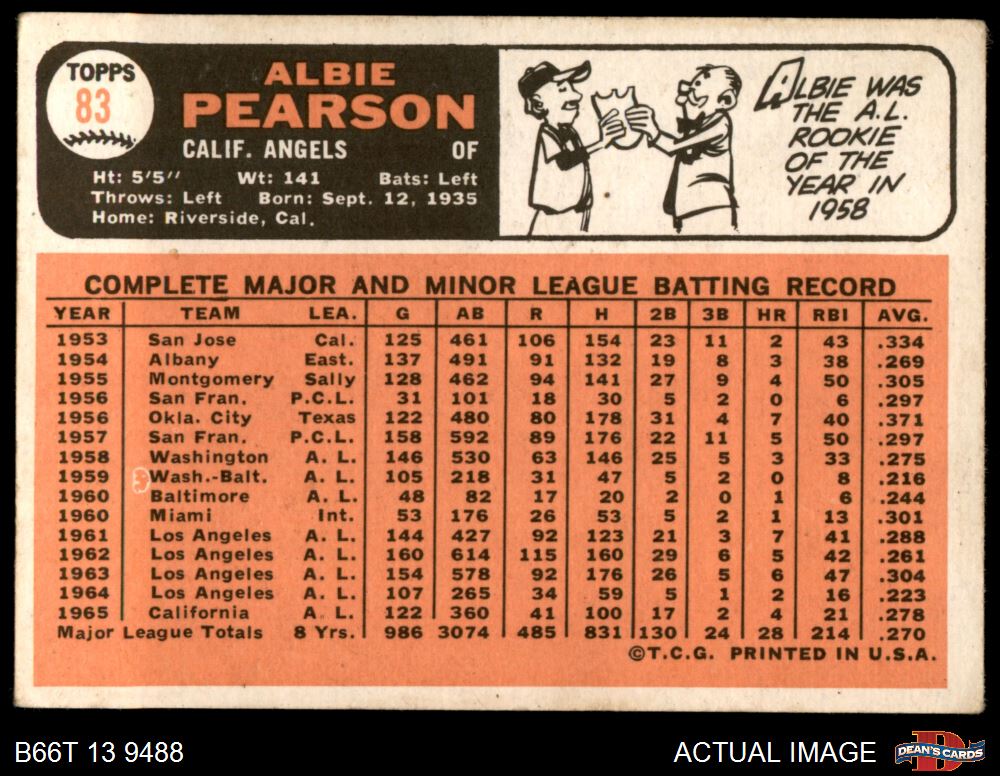 TOPPS
83
ALBIE
PEARSON
CALIF. ANGELS OF
Ht: 5'5" Wt: 141 Bats: Left
Throws: Left Born: Sept. 12, 1935
Home: Riverside, Cal.
ALBIE WAS
THE A.L.
ROOKIE
OF THE
YEAR IN
1958
COMPLETE MAJOR AND MINOR LEAGUE BATTING RECORD
YEAR TEAM LEA. G AB R H 2B 3B HR RBI AVG.
1953 San Jose Cal. 125 461 106 154 23 11 2 43 .334
1954 Albany East. 137 491 91 132 19 8 3 38 .269
1955 Montgomery Sally 128 462 94 141 27 9 4 50 .305
1956 San Fran. P.C.L. 31 101 18 30 5 2 0 6 .297
1956 Okla. City Texas 122 480 80 178 31 4 7 40 .371
1957 San Fran. P.C.L. 158 592 89 176 22 11 5 50 .297
1958 Washington A. L. 146 530 63 146 25 5 3 33 .275
1959 Wash.-Balt. A. L. 105 218 31 47 5 2 0 8 .216
1960 Baltimore A. L. 48 82 17 20 2 0 1 6 .244
1960 Miami Int. 53 176 26 53 5 2 1 13 .301
1961 Los Angeles A. L. 144 427 92 123 21 3 7 41 .288
1962 Los Angeles A. L. 160 614 115 160 29 6 5 42 .261
1963 Los Angeles A. L. 154 578 92 176 26 5 6 47 .304
1964 Los Angeles A. L. 107 265 34 59 5 1 2 16 .223
1965 California A. L. 122 360 41 100 17 2 4 21 .278
Major League Totals 8 Yrs. 986 3074 485 831 130 24 28 214 .270
©T.C.G. PRINTED IN U.S.A.
B66T 13 9488
ACTUAL IMAGE
DEAN'S CARDS